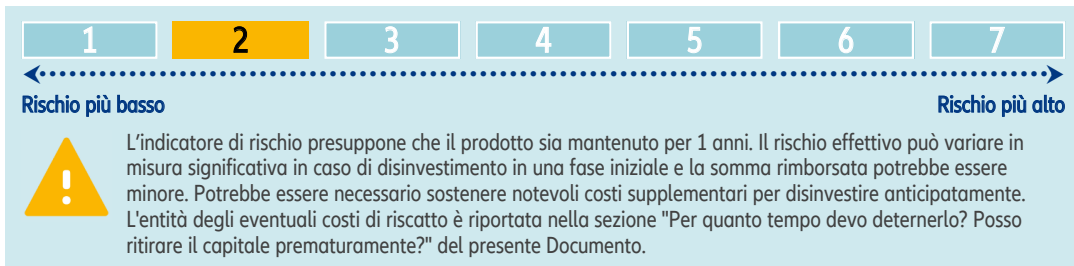 1 2 3 4 5 6 7
Rischio più basso Rischio più alto
L'indicatore di rischio presuppone che il prodotto sia mantenuto per 1 anni. Il rischio effettivo può variare in
misura significativa in caso di disinvestimento in una fase iniziale e la somma rimborsata potrebbe essere
minore. Potrebbe essere necessario sostenere notevoli costi supplementari per disinvestire anticipatamente.
L'entità degli eventuali costi di riscatto è riportata nella sezione "Per quanto tempo devo deternerlo? Posso
ritirare il capitale prematuramente?" del presente Documento.